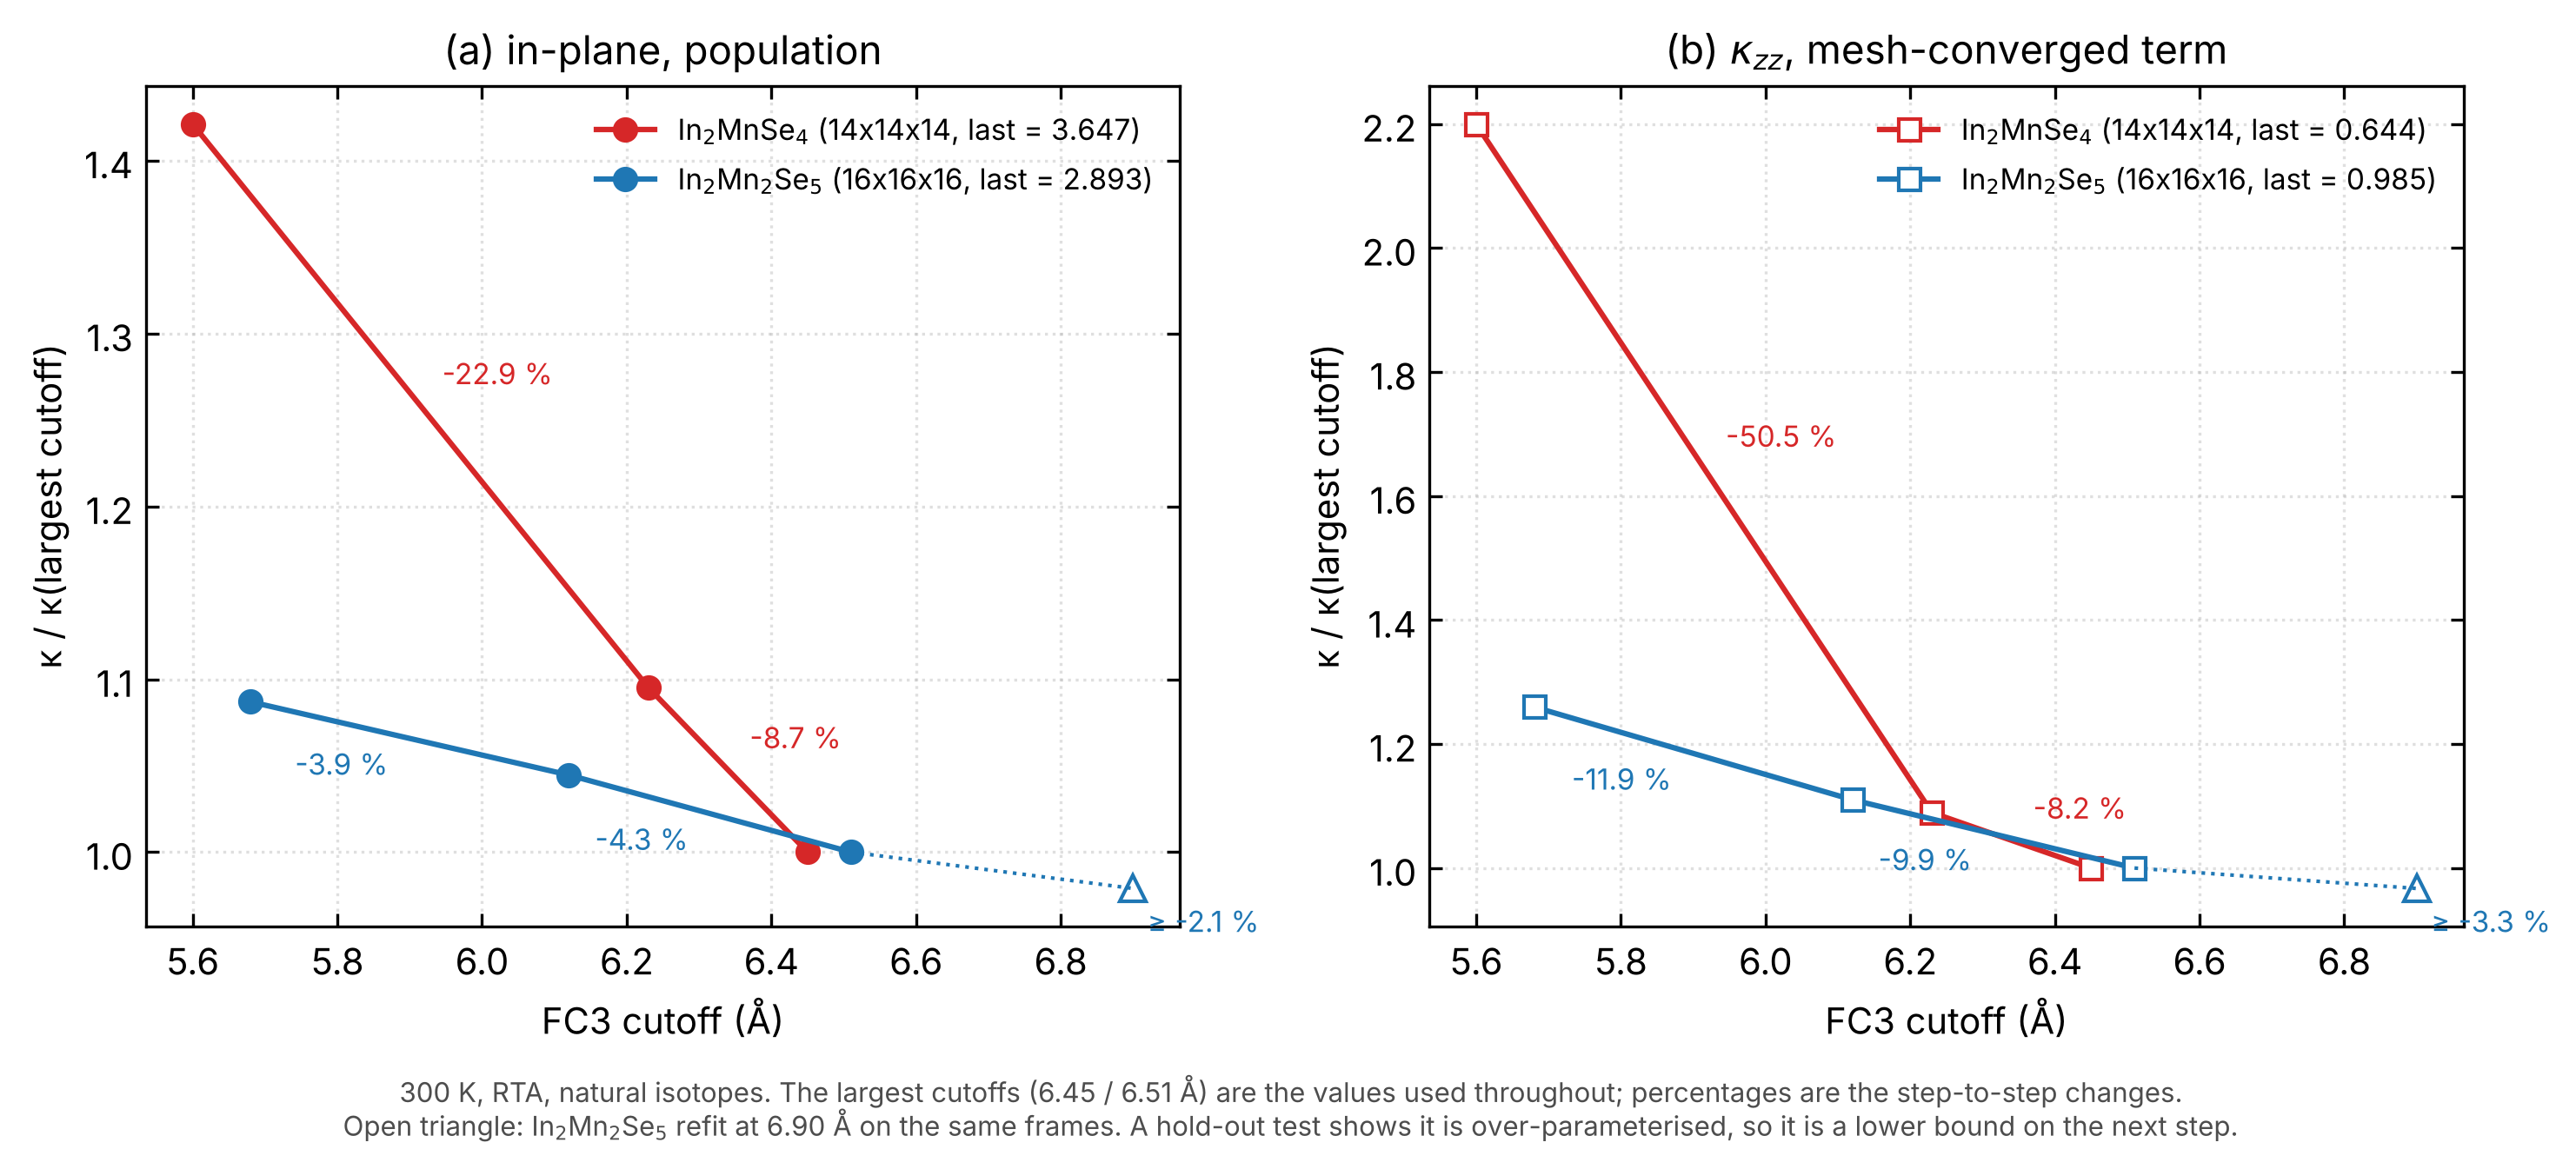 (a) in-plane, population
κ / κ(largest cutoff)
1.4
1.3
1.2
1.1
1.0
In₂MnSe₄ (14x14x14, last = 3.647)
In₂Mn₂Se₅ (16x16x16, last = 2.893)
-22.9 %
-8.7 %
-3.9 %
-4.3 %
≥ -2.1 %
5.6 5.8 6.0 6.2 6.4 6.6 6.8
FC3 cutoff (Å)
(b) κzz, mesh-converged term
κ / κ(largest cutoff)
2.2
2.0
1.8
1.6
1.4
1.2
1.0
In₂MnSe₄ (14x14x14, last = 0.644)
In₂Mn₂Se₅ (16x16x16, last = 0.985)
-50.5 %
-8.2 %
-11.9 %
-9.9 %
≥ -3.3 %
5.6 5.8 6.0 6.2 6.4 6.6 6.8
FC3 cutoff (Å)
300 K, RTA, natural isotopes. The largest cutoffs (6.45 / 6.51 Å) are the values used throughout; percentages are the step-to-step changes.
Open triangle: In₂Mn₂Se₅ refit at 6.90 Å on the same frames. A hold-out test shows it is over-parameterised, so it is a lower bound on the next step.